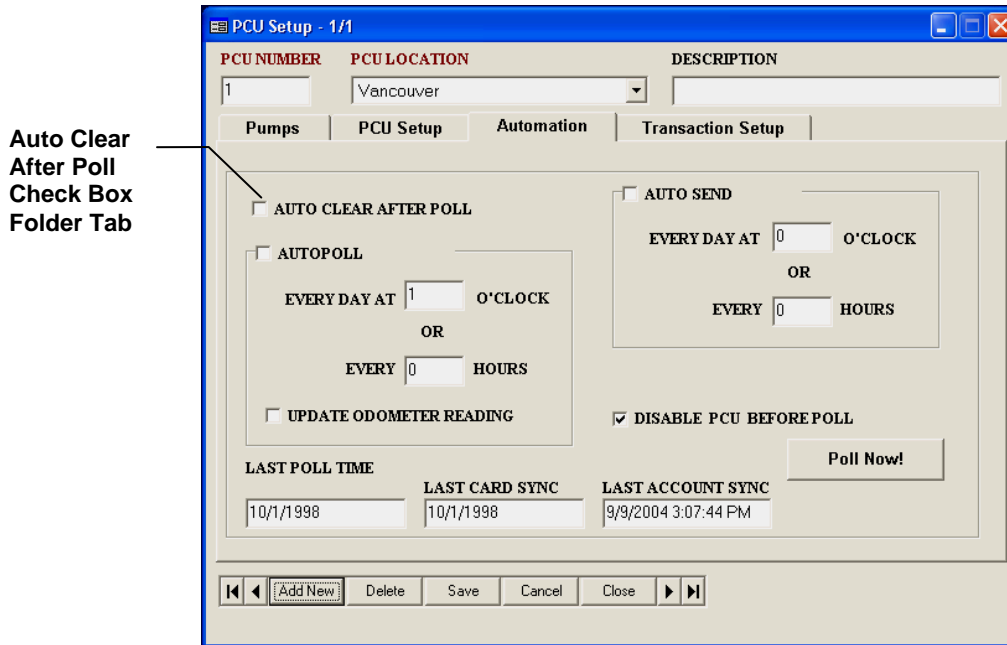 PCU Setup - 1/1
PCU NUMBER PCU LOCATION DESCRIPTION
1 Vancouver
Pumps PCU Setup Automation Transaction Setup
Auto Clear
After Poll
Check Box
Folder Tab
AUTO CLEAR AFTER POLL
AUTOPOLL
EVERY DAY AT 1 O'CLOCK
OR
EVERY 0 HOURS
UPDATE ODOMETER READING
AUTO SEND
EVERY DAY AT 0 O'CLOCK
OR
EVERY 0 HOURS
DISABLE PCU BEFORE POLL
Poll Now!
LAST POLL TIME
10/1/1998
LAST CARD SYNC
10/1/1998
LAST ACCOUNT SYNC
9/9/2004 3:07:44 PM
Add New Delete Save Cancel Close